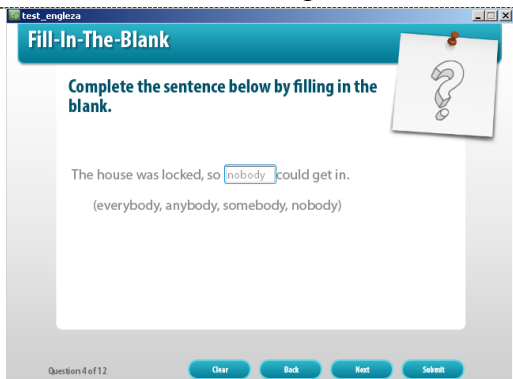 test_engleza
Fill-In-The-Blank
Complete the sentence below by filling in the
blank.
The house was locked, so nobody could get in.
(everybody, anybody, somebody, nobody)
Question 4 of 12
Clear Back Next Submit